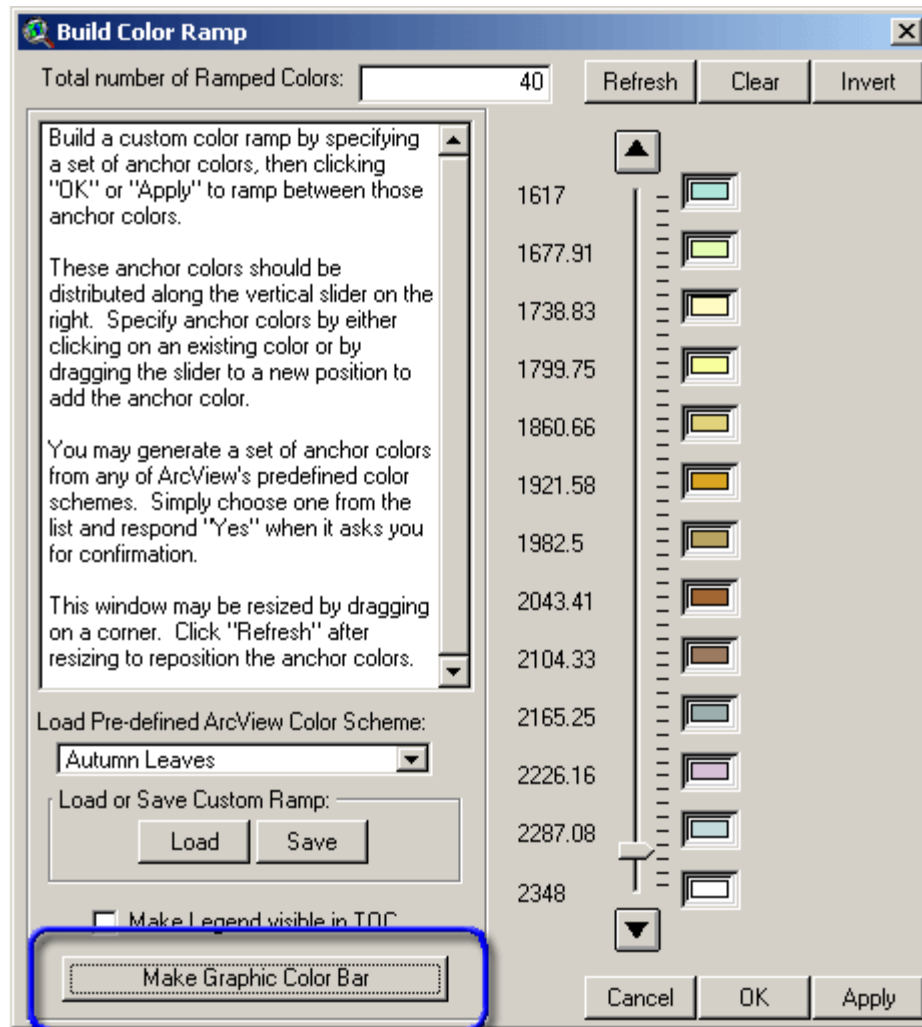 Build Color Ramp
Total number of Ramped Colors: 40
Refresh Clear Invert
Build a custom color ramp by specifying
a set of anchor colors, then clicking
"OK" or "Apply" to ramp between those
anchor colors.
These anchor colors should be
distributed along the vertical slider on the
right. Specify anchor colors by either
clicking on an existing color or by
dragging the slider to a new position to
add the anchor color.
You may generate a set of anchor colors
from any of ArcView's predefined color
schemes. Simply choose one from the
list and respond "Yes" when it asks you
for confirmation.
This window may be resized by dragging
on a corner. Click "Refresh" after
resizing to reposition the anchor colors.
Load Pre-defined ArcView Color Scheme:
Autumn Leaves
Load or Save Custom Ramp:
Load Save
Make Legend visible in TOC
Make Graphic Color Bar
1617
1677.91
1738.83
1799.75
1860.66
1921.58
1982.5
2043.41
2104.33
2165.25
2226.16
2287.08
2348
Cancel OK Apply